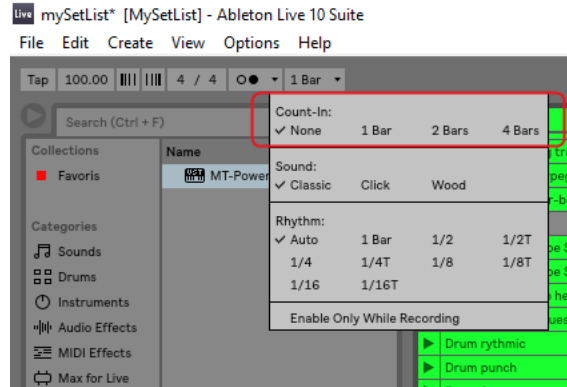 Live mySetList* [MySetList] - Ableton Live 10 Suite
File Edit Create View Options Help
Tap 100.00 4 / 4 1 Bar
Search (Ctrl + F)
Count-In:
✓ None 1 Bar 2 Bars 4 Bars
Collections
Name
Favoris
MT-Power
Sound:
✓ Classic Click Wood
Categories
Rhythm:
✓ Auto 1 Bar 1/2 1/2T
Sounds
1/4 1/4T 1/8 1/8T
Drums
1/16 1/16T
Instruments
Enable Only While Recording
Audio Effects
Drum rythmic
MIDI Effects
Drum punch
Max for Live